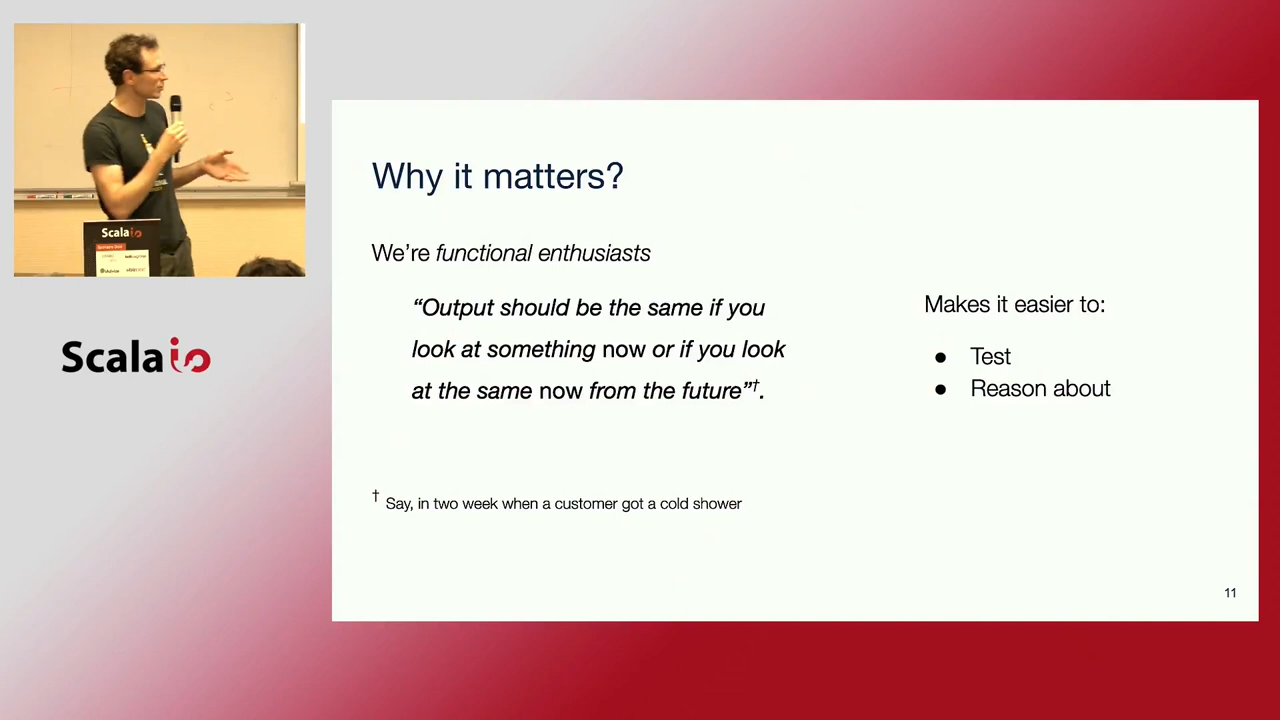 Scalaio
Scalaio
Why it matters?
We're functional enthusiasts
“Output should be the same if you
look at something now or if you look
at the same now from the future”†.
Makes it easier to:
● Test
● Reason about
† Say, in two week when a customer got a cold shower
11